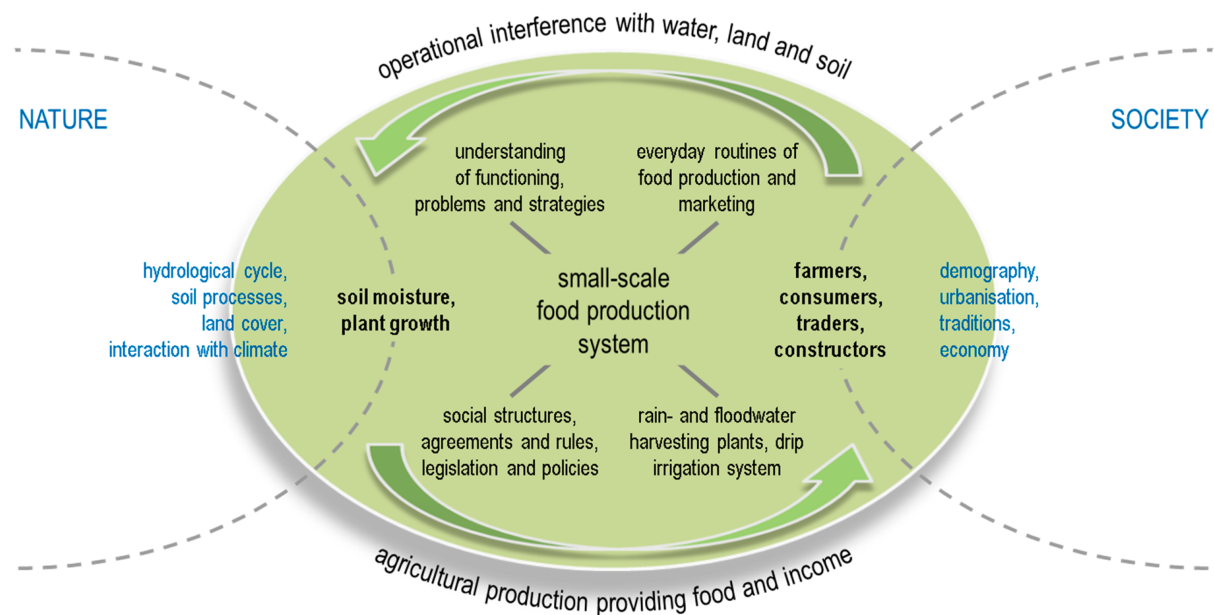 operational interference with water, land and soil
NATURE
SOCIETY
understanding
of functioning,
problems and strategies
everyday routines of
food production and
marketing
hydrological cycle,
soil processes,
land cover,
interaction with climate
soil moisture,
plant growth
small-scale
food production
system
farmers,
consumers,
traders,
constructors
demography,
urbanisation,
traditions,
economy
social structures,
agreements and rules,
legislation and policies
rain- and floodwater
harvesting plants, drip
irrigation system
agricultural production providing food and income